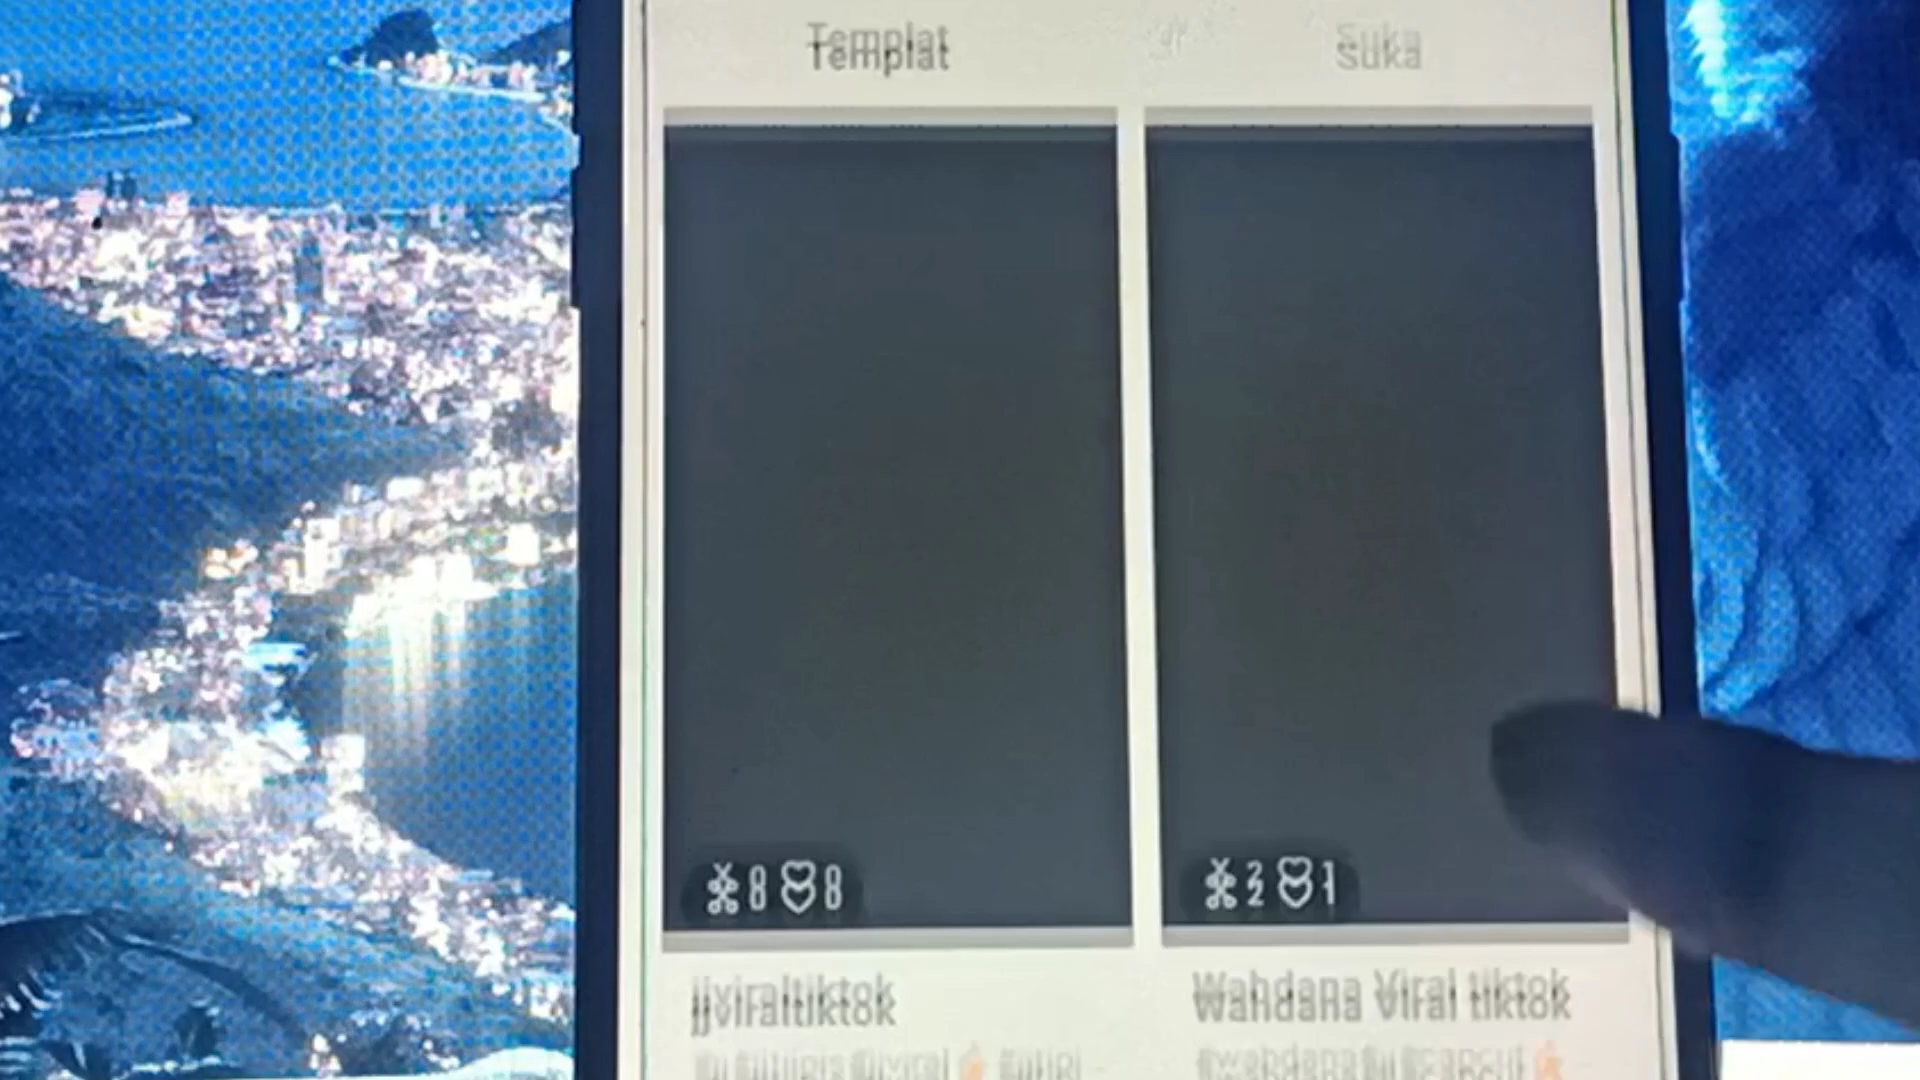 Templat
Suka
8 8
2 1
jjviraltiktok
Wahdana Viral tiktok